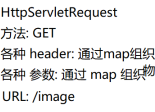 HttpServletRequest
方法: GET
各种 header: 通过map组织
各种 参数: 通过 map 组织
物
URL: /image